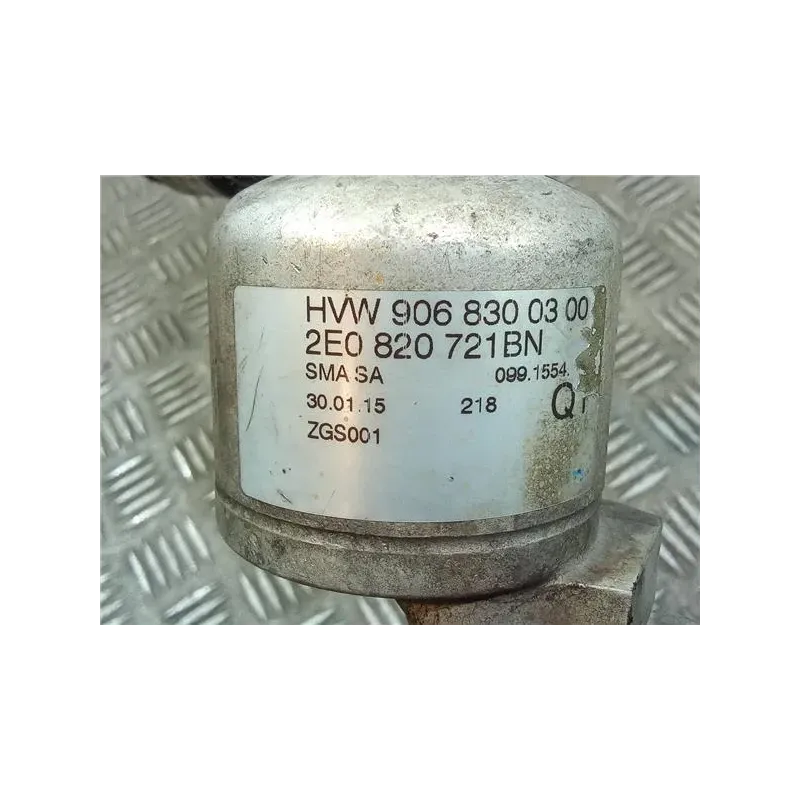 HVW 906 830 03 00
2E0 820 721BN
SMA SA 099.1554.
30.01.15 218 Q
ZGS001